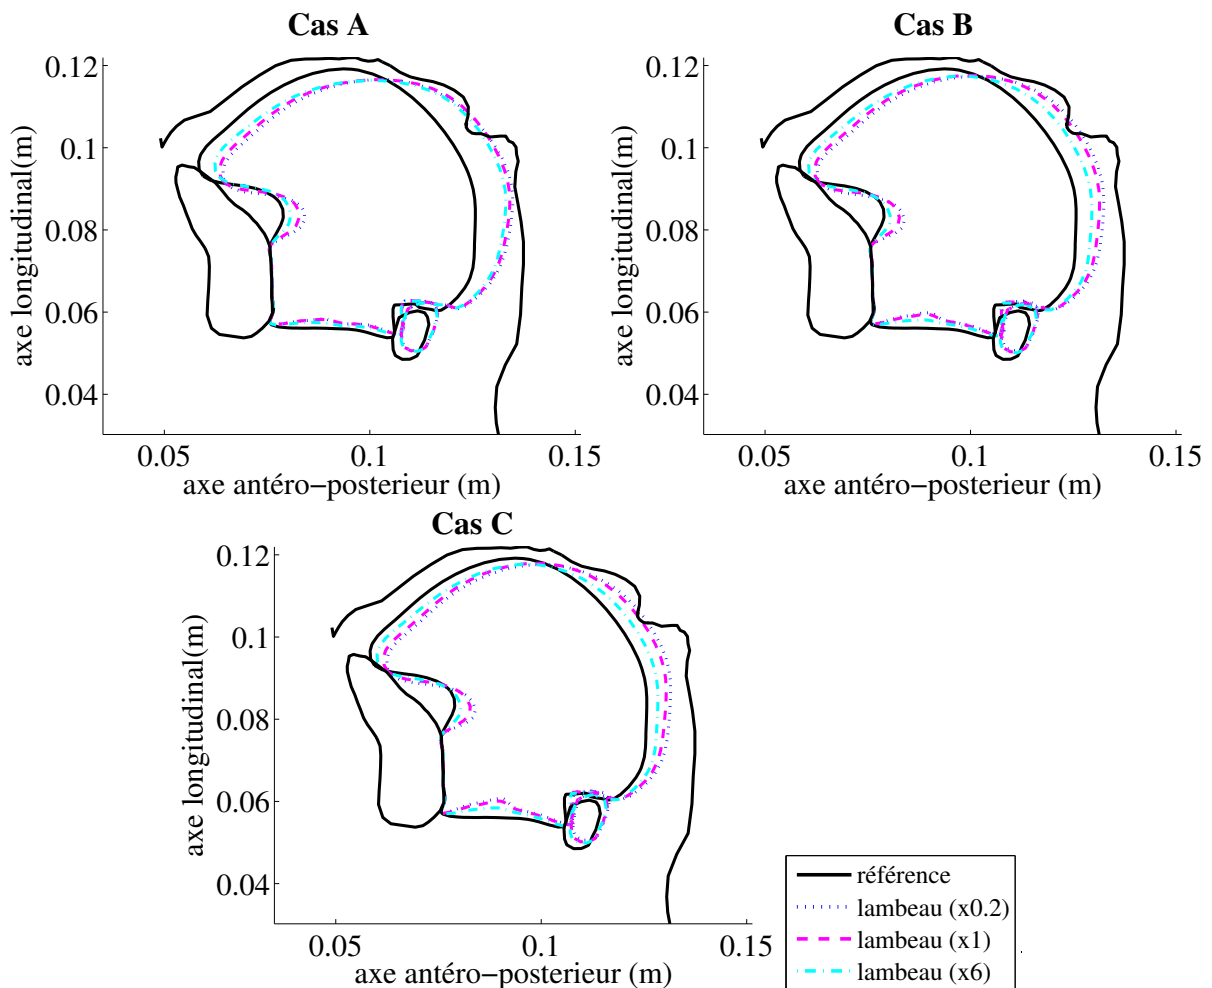 Cas A
0.12
0.1
0.08
0.06
0.04
axe longitudinal(m)
0.05
0.1
0.15
axe antéro−posterieur (m)
Cas B
0.12
0.1
0.08
0.06
0.04
axe longitudinal(m)
0.05
0.1
0.15
axe antéro−posterieur (m)
Cas C
0.12
0.1
0.08
0.06
0.04
axe longitudinal(m)
0.05
0.1
0.15
axe antéro−posterieur (m)
référence
lambeau (x0.2)
lambeau (x1)
lambeau (x6)